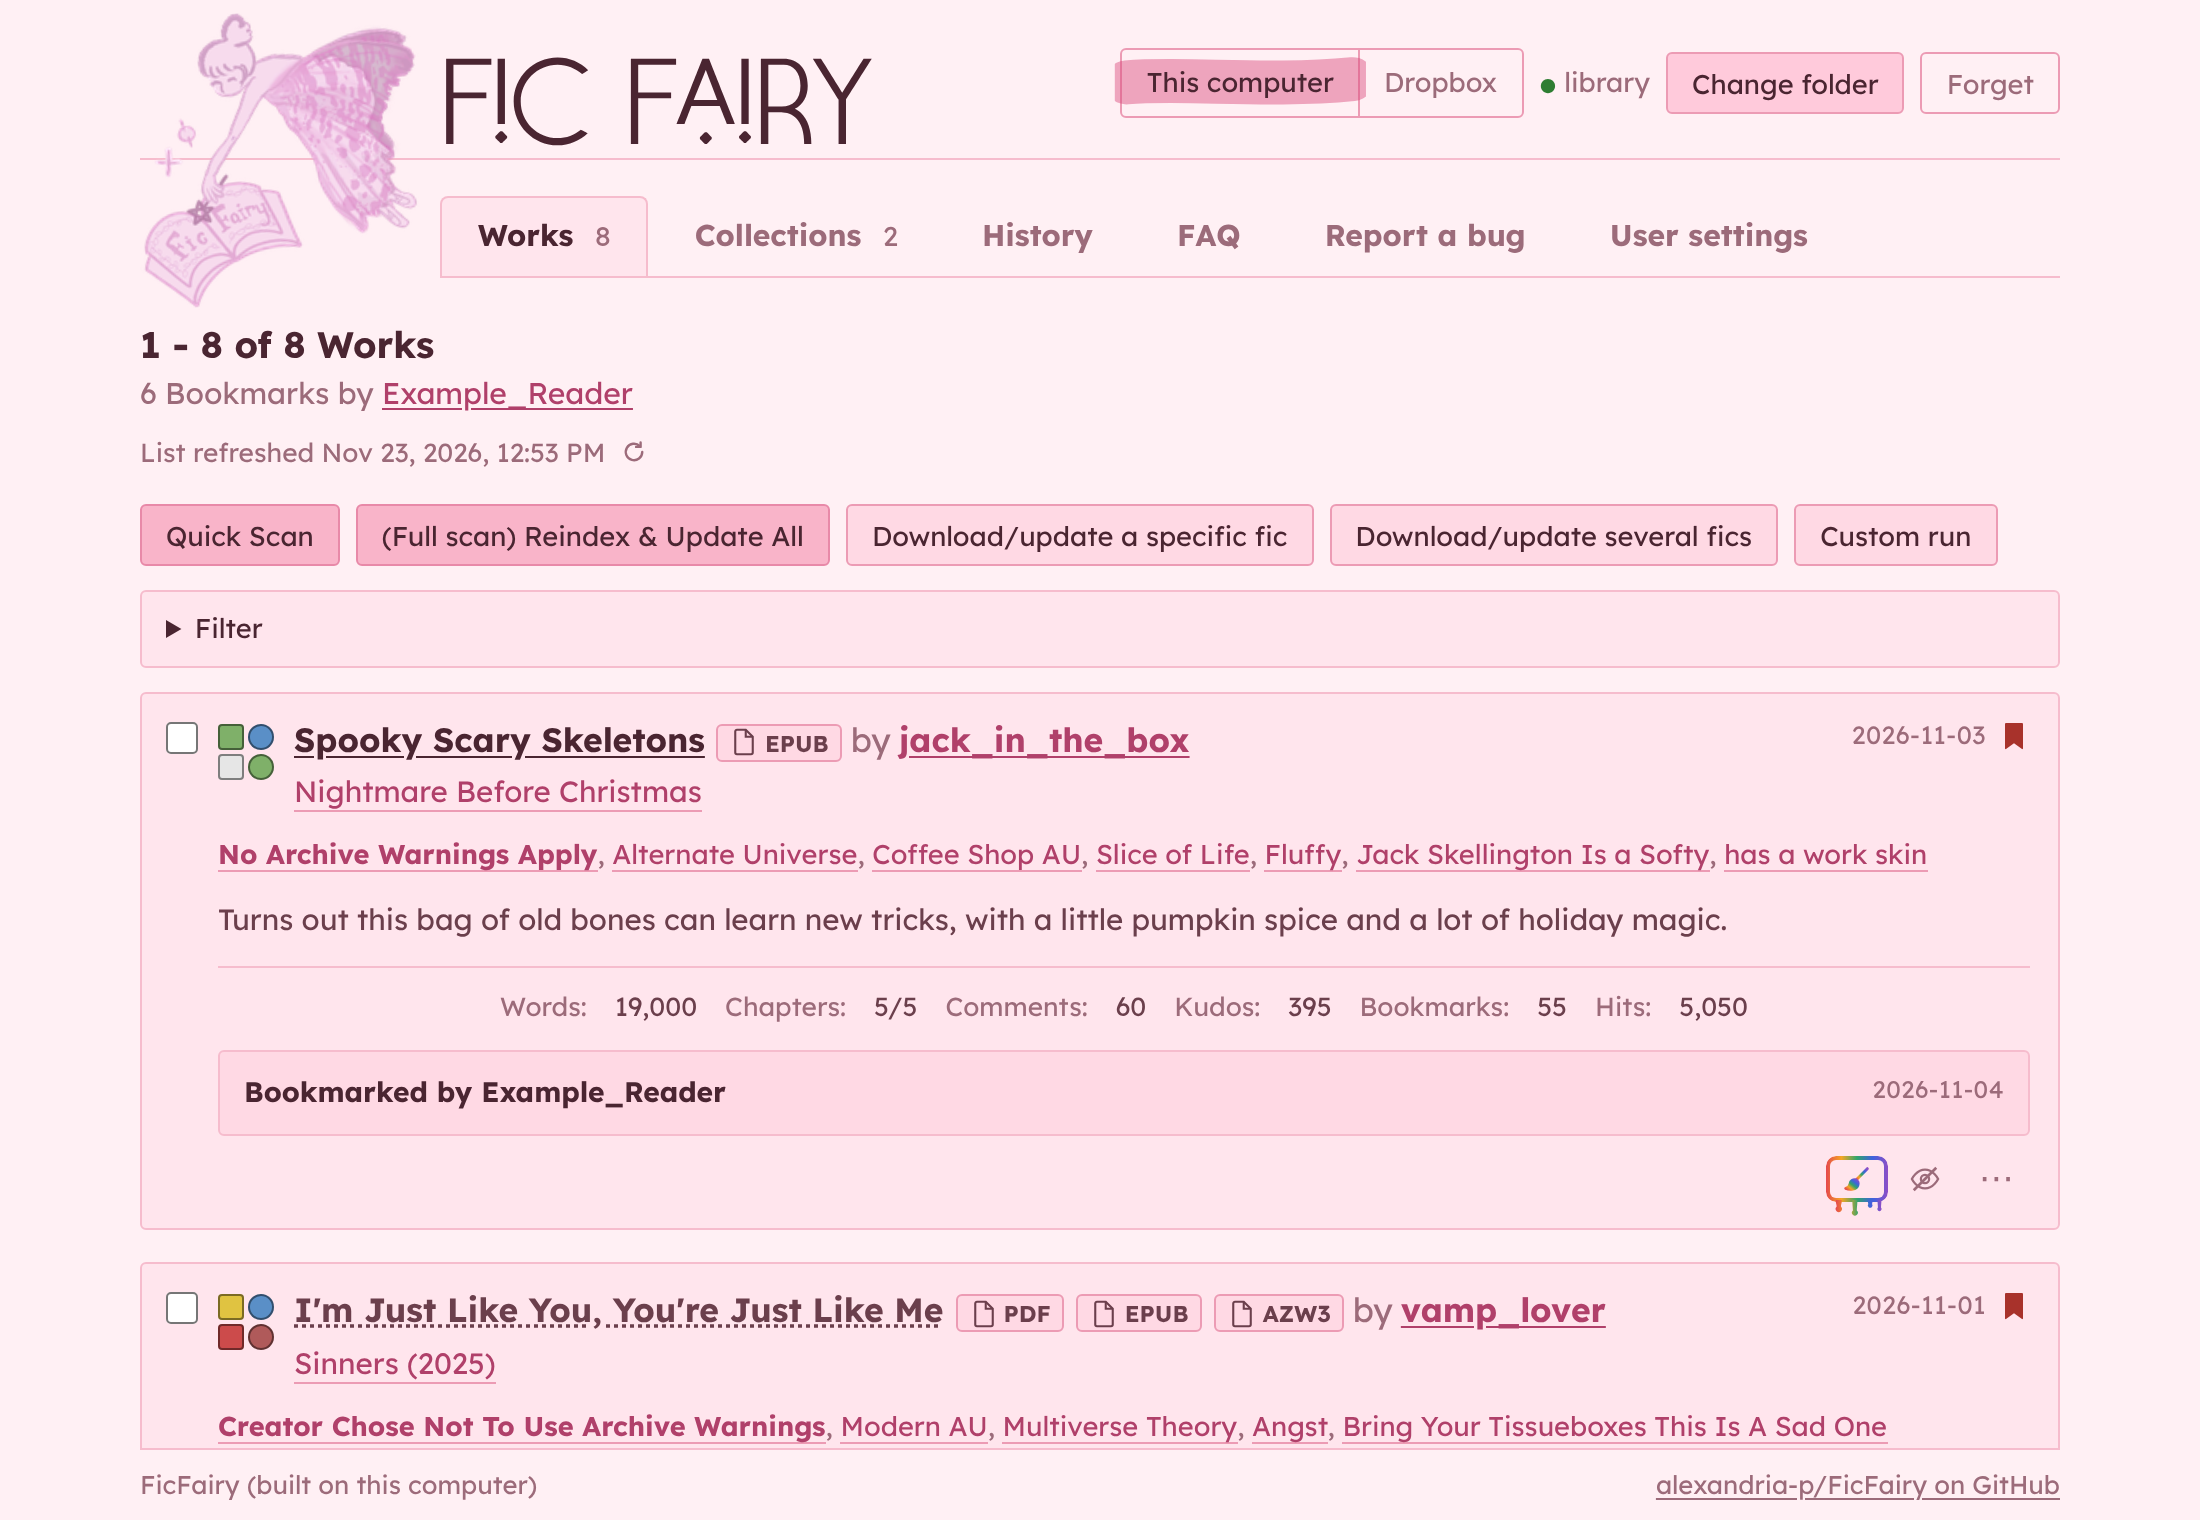 FIC FAIRY
This computer
Dropbox
library
Change folder
Forget
Fic Fairy
Works 8
Collections 2
History
FAQ
Report a bug
User settings
1 - 8 of 8 Works
6 Bookmarks by Example_Reader
List refreshed Nov 23, 2026, 12:53 PM
Quick Scan
(Full scan) Reindex & Update All
Download/update a specific fic
Download/update several fics
Custom run
Filter
Spooky Scary Skeletons EPUB by jack_in_the_box
2026-11-03
Nightmare Before Christmas
No Archive Warnings Apply, Alternate Universe, Coffee Shop AU, Slice of Life, Fluffy, Jack Skellington Is a Softy, has a work skin
Turns out this bag of old bones can learn new tricks, with a little pumpkin spice and a lot of holiday magic.
Words: 19,000 Chapters: 5/5 Comments: 60 Kudos: 395 Bookmarks: 55 Hits: 5,050
Bookmarked by Example_Reader
2026-11-04
I'm Just Like You, You're Just Like Me PDF EPUB AZW3 by vamp_lover
2026-11-01
Sinners (2025)
Creator Chose Not To Use Archive Warnings, Modern AU, Multiverse Theory, Angst, Bring Your Tissueboxes This Is A Sad One
FicFairy (built on this computer)
alexandria-p/FicFairy on GitHub